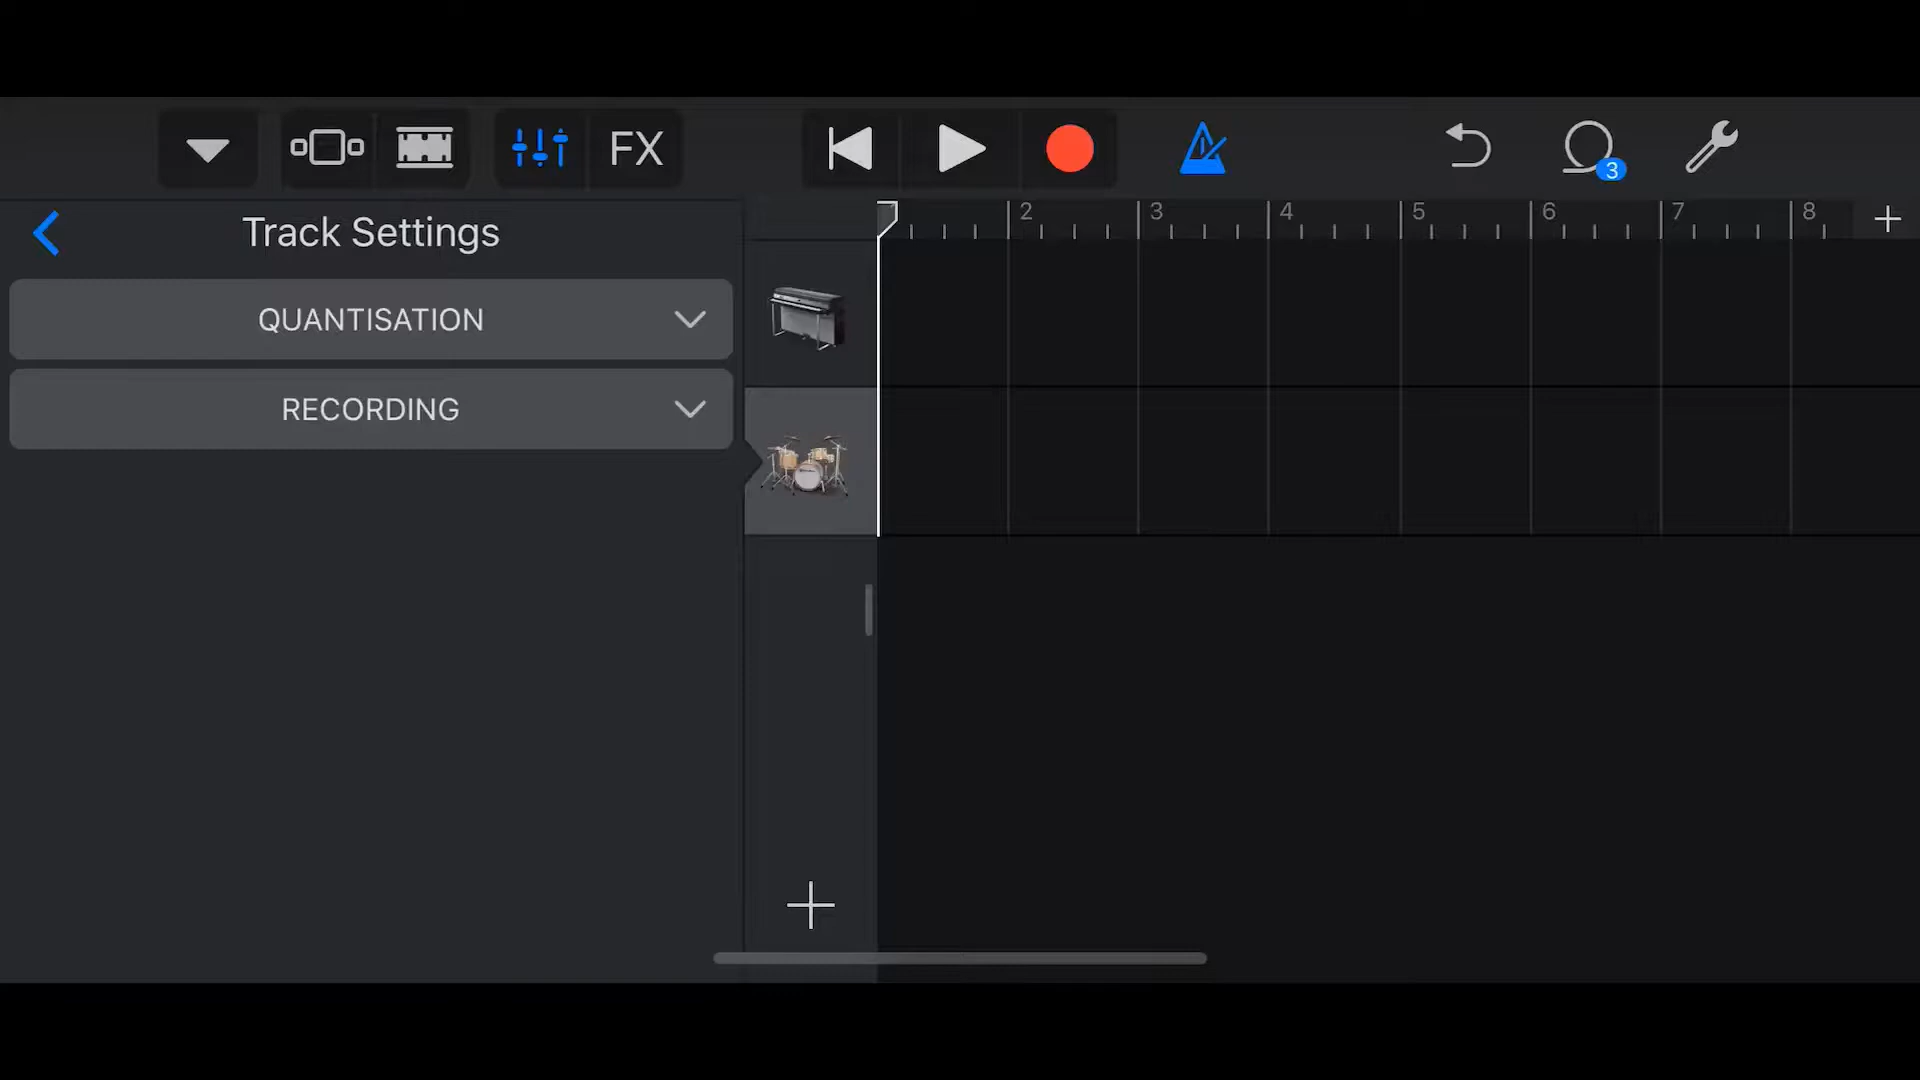 FX
3
Track Settings
2 3 4 5 6 7 8
QUANTISATION
RECORDING